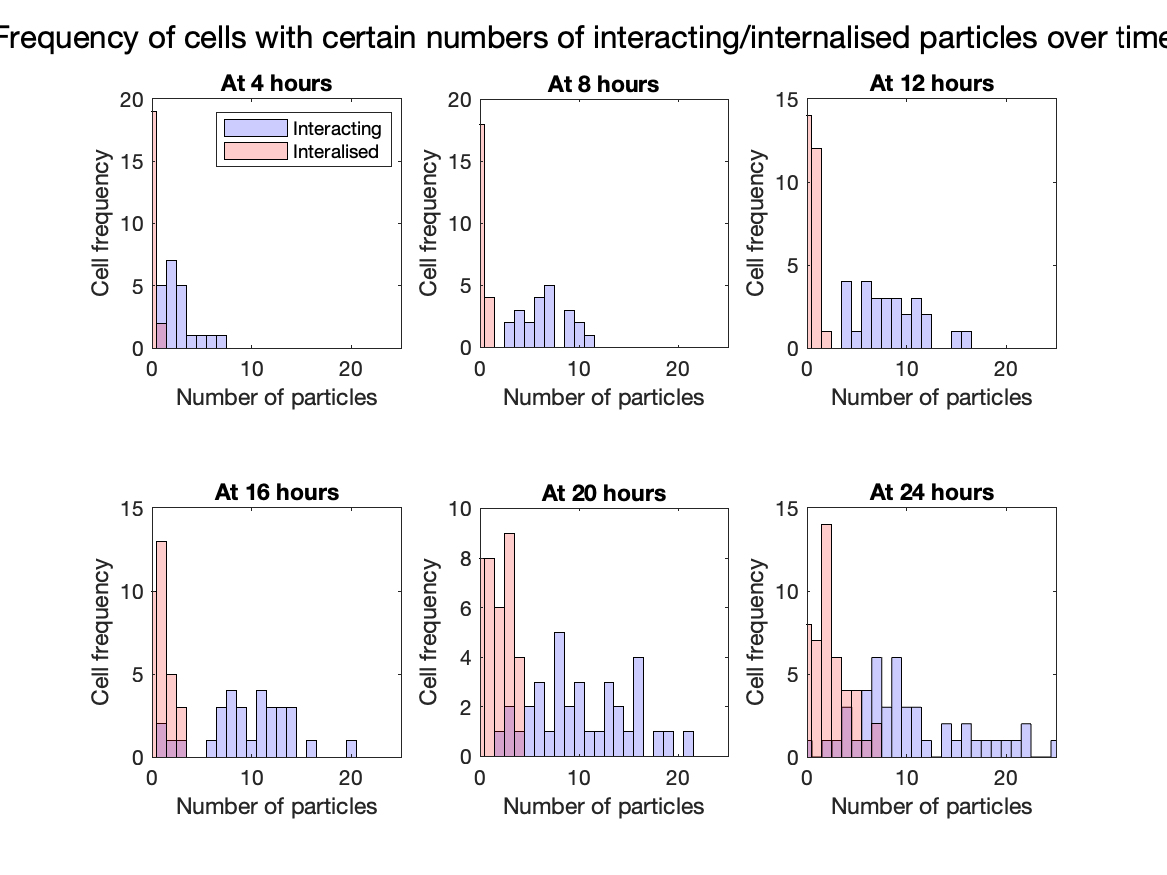 Frequency of cells with certain numbers of interacting/internalised particles over time
At 4 hours
20
15
10
5
0
0 10 20
Cell frequency
Number of particles
Interacting
Interalised
At 8 hours
20
15
10
5
0
0 10 20
Cell frequency
Number of particles
At 12 hours
15
10
5
0
0 10 20
Cell frequency
Number of particles
At 16 hours
15
10
5
0
0 10 20
Cell frequency
Number of particles
At 20 hours
10
8
6
4
2
0
0 10 20
Cell frequency
Number of particles
At 24 hours
15
10
5
0
0 10 20
Cell frequency
Number of particles